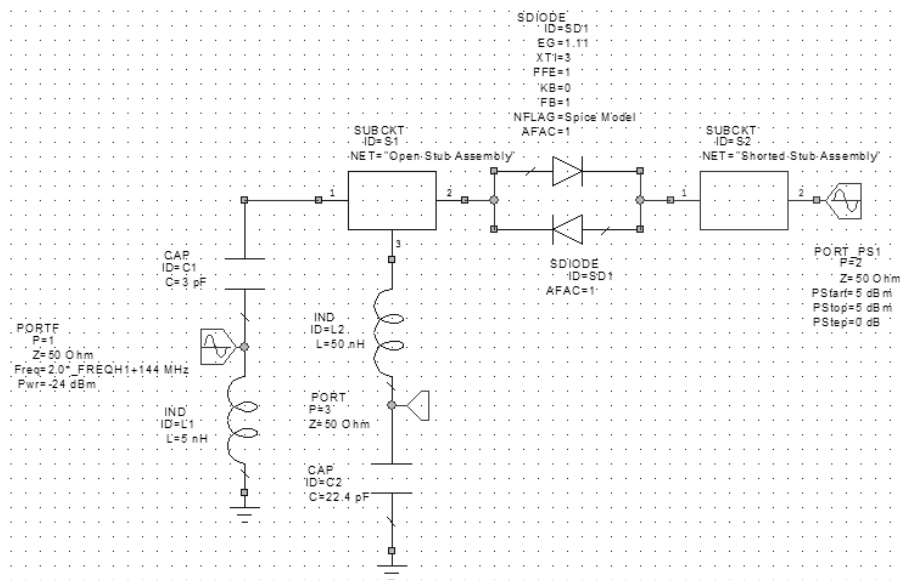 SDIODE
ID=SD1
EG=1.11
XTI=3
FFE=1
KB=0
FB=1
NFLAG=Spice Model
AFAC=1
SUBCKT
ID=S1
NET="Open Stub Assembly"
SUBCKT
ID=S2
NET="Shorted Stub Assembly"
1
2
3
1
2
CAP
ID=C1
C=3 pF
SDIODE
ID=SD1
AFAC=1
PORT_PS1
P=2
Z=50 Ohm
PStart=5 dBm
PStop=5 dBm
PStep=0 dB
IND
ID=L2
L=50 nH
PORTF
P=1
Z=50 Ohm
Freq=2.0*_FREQH1+144 MHz
Pwr=-24 dBm
PORT
P=3
Z=50 Ohm
IND
ID=L1
L=5 nH
CAP
ID=C2
C=22.4 pF